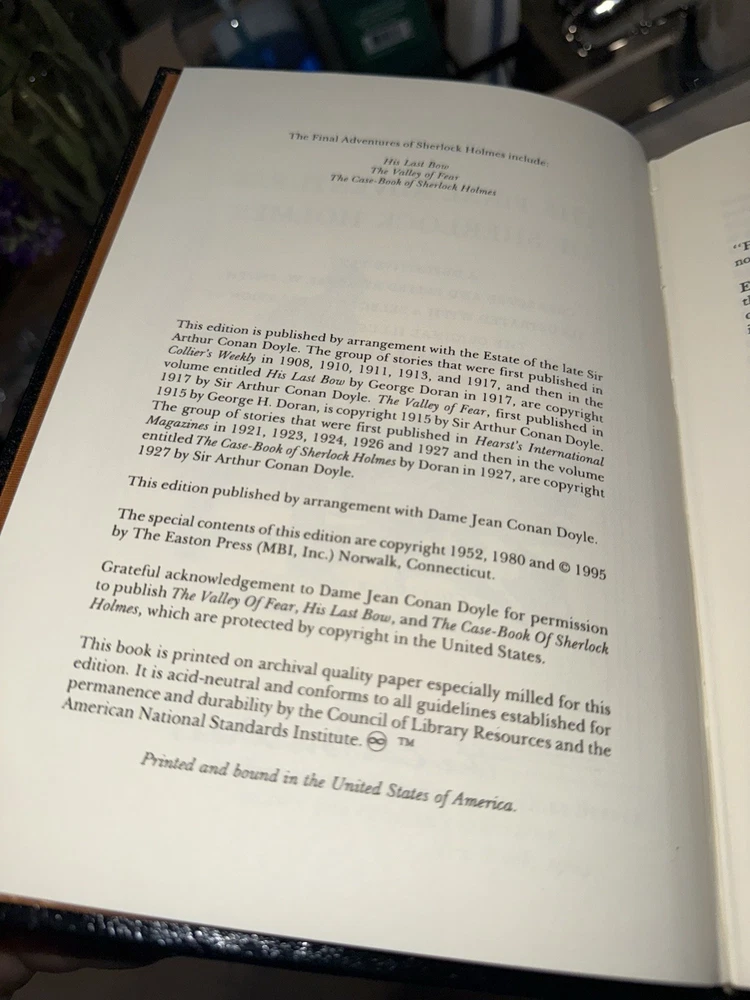 The Final Adventures of Sherlock Holmes include:
His Last Bow
The Valley of Fear
The Case-Book of Sherlock Holmes
This edition is published by arrangement with the Estate of the late Sir
Arthur Conan Doyle. The group of stories that were first published in
Collier's Weekly in 1908, 1910, 1911, 1913, and 1917, and then in the
volume entitled His Last Bow by George Doran in 1917, are copyright
1917 by Sir Arthur Conan Doyle. The Valley of Fear, first published in
1915 by George H. Doran, is copyright 1915 by Sir Arthur Conan Doyle.
The group of stories that were first published in Hearst's International
Magazines in 1921, 1923, 1924, 1926 and 1927 and then in the volume
entitled The Case-Book of Sherlock Holmes by Doran in 1927, are copyright
1927 by Sir Arthur Conan Doyle.
This edition published by arrangement with Dame Jean Conan Doyle.
The special contents of this edition are copyright 1952, 1980 and © 1995
by The Easton Press (MBI, Inc.) Norwalk, Connecticut.
Grateful acknowledgement to Dame Jean Conan Doyle for permission
to publish The Valley Of Fear, His Last Bow, and The Case-Book Of Sherlock
Holmes, which are protected by copyright in the United States.
This book is printed on archival quality paper especially milled for this
edition. It is acid-neutral and conforms to all guidelines established for
permanence and durability by the Council of Library Resources and the
American National Standards Institute. ♾ ™
Printed and bound in the United States of America.